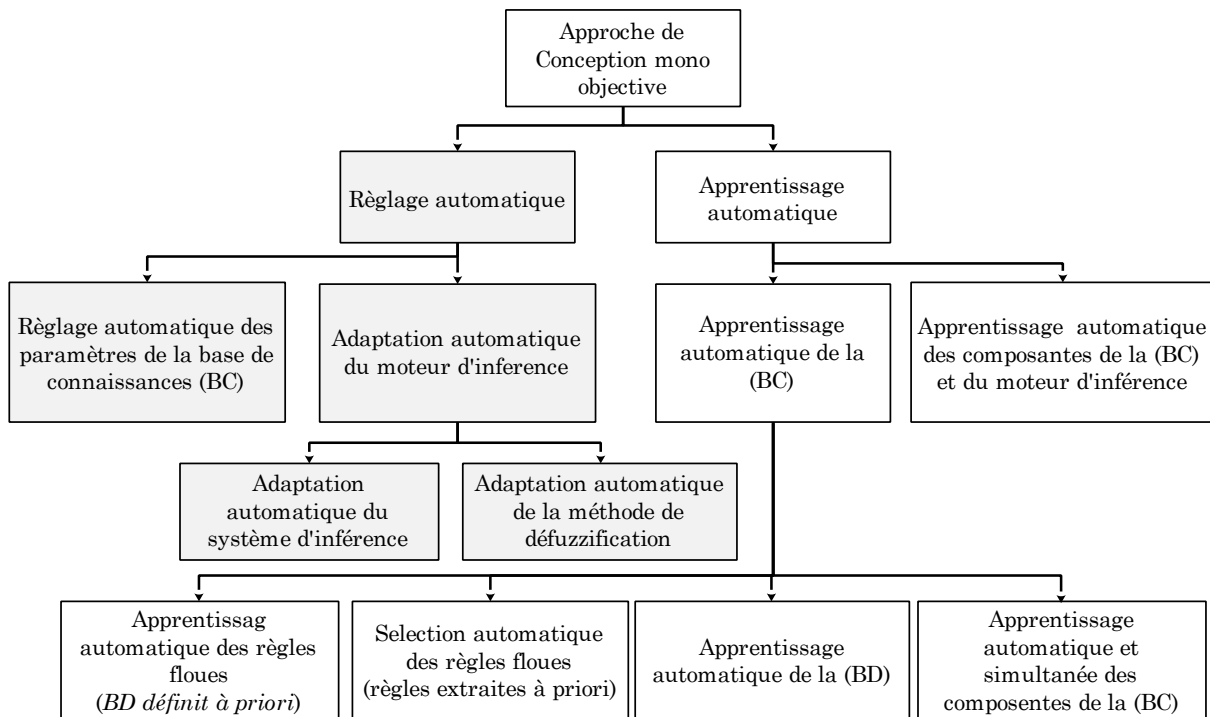 Approche de
Conception mono
objective
Règlage automatique
Apprentissage
automatique
Règlage automatique des
paramètres de la base de
connaissances (BC)
Adaptation automatique
du moteur d'inference
Apprentissage
automatique de la
(BC)
Apprentissage automatique
des composantes de la (BC)
et du moteur d'inférence
Adaptation
automatique du
système d'inférence
Adaptation automatique
de la méthode de
défuzzification
Apprentissag
automatique des règles
floues
(BD définit à priori)
Selection automatique
des règles floues
(règles extraites à priori)
Apprentissage
automatique de la (BD)
Apprentissage
automatique et
simultanée des
composentes de la (BC)